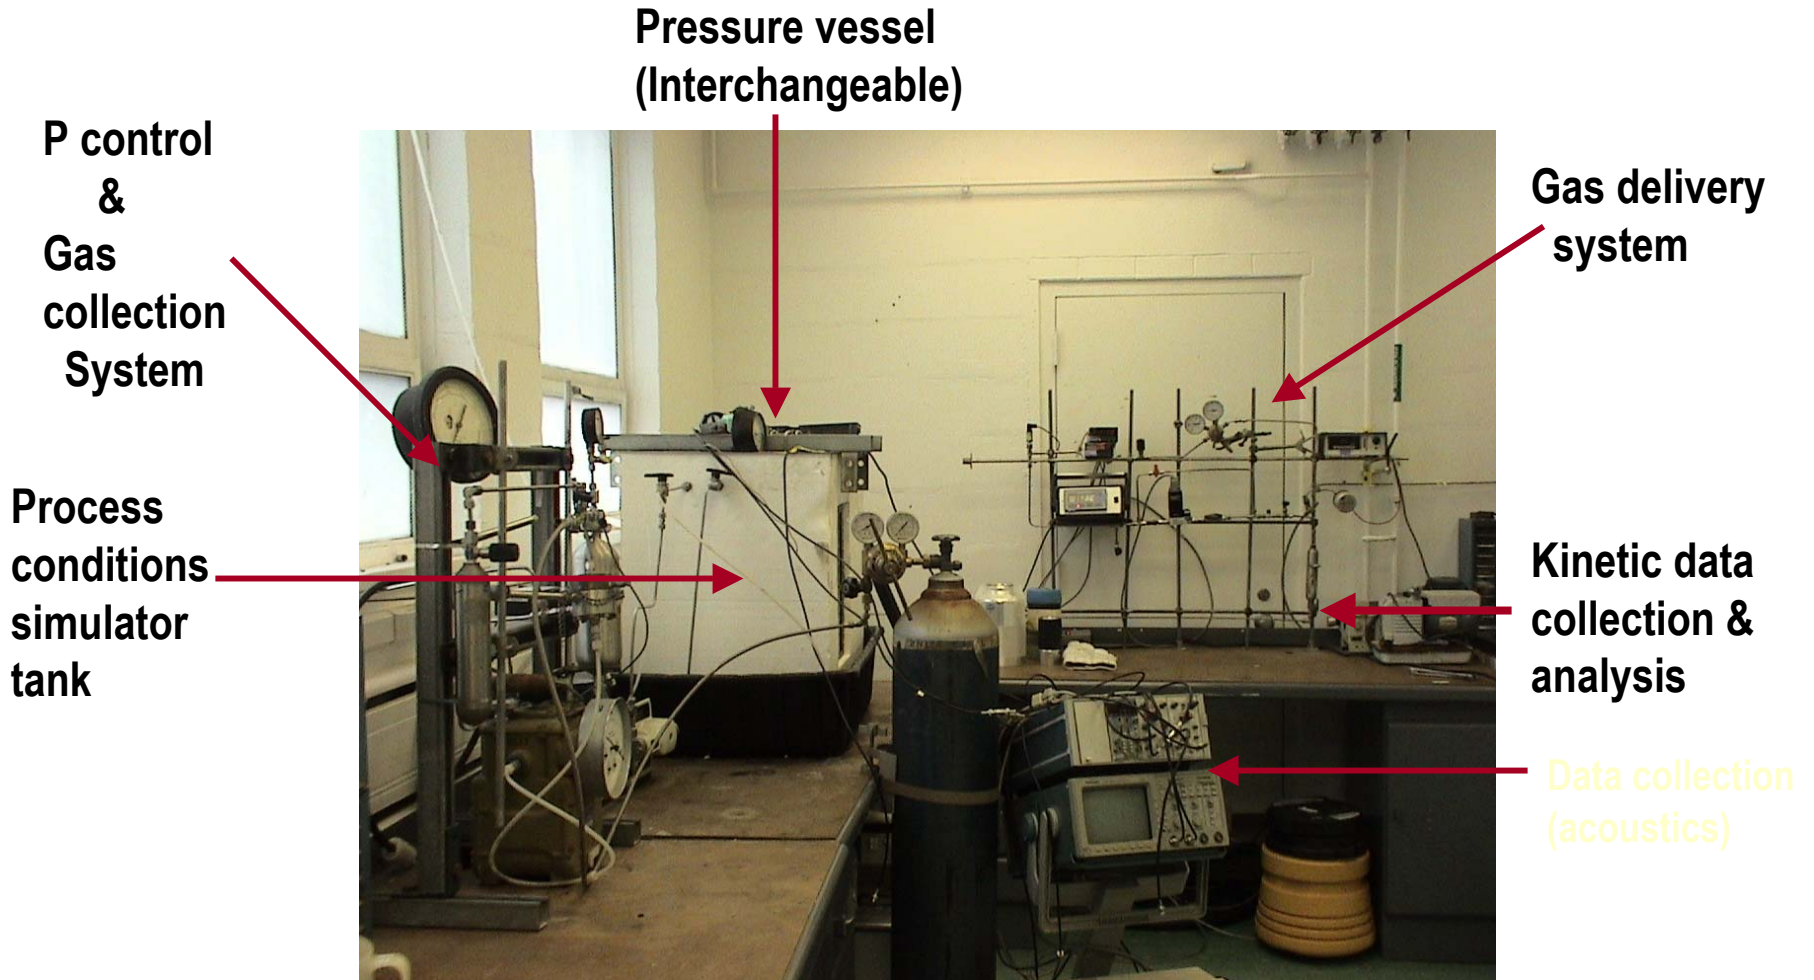 Pressure vessel
(Interchangeable)
P control
&
Gas
collection
System
Gas delivery
system
Process
conditions
simulator
tank
Kinetic data
collection &
analysis
Data collection
(acoustics)